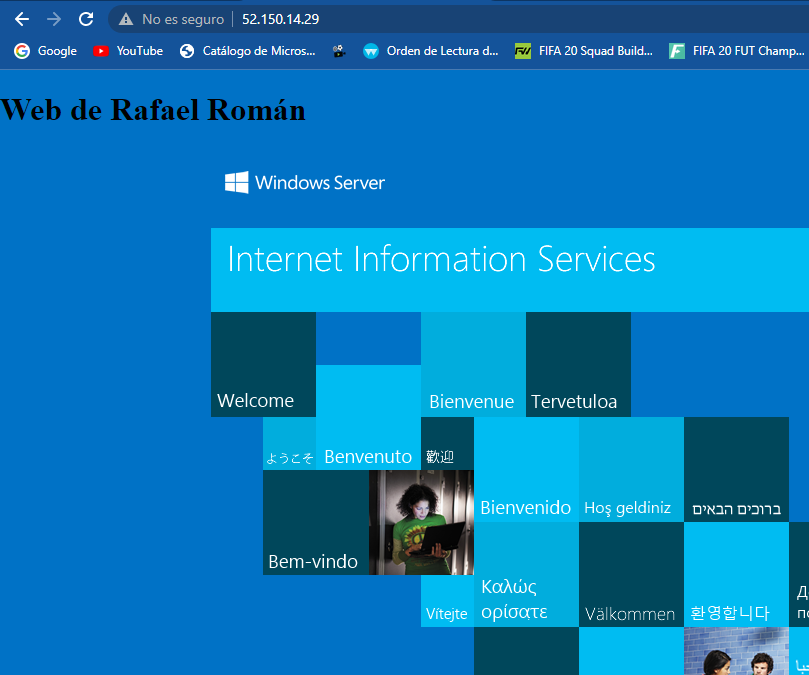 No es seguro 52.150.14.29
Google YouTube Catálogo de Micros... Orden de Lectura d... FIFA 20 Squad Build... FIFA 20 FUT Champ...
Web de Rafael Román
Windows Server
Internet Information Services
Welcome Bienvenue Tervetuloa
ようこそ Benvenuto 歡迎
Bienvenido Hoş geldiniz ברוכים הבאים
Bem-vindo
Καλώς
ορίσατε
Vítejte Välkommen 환영합니다